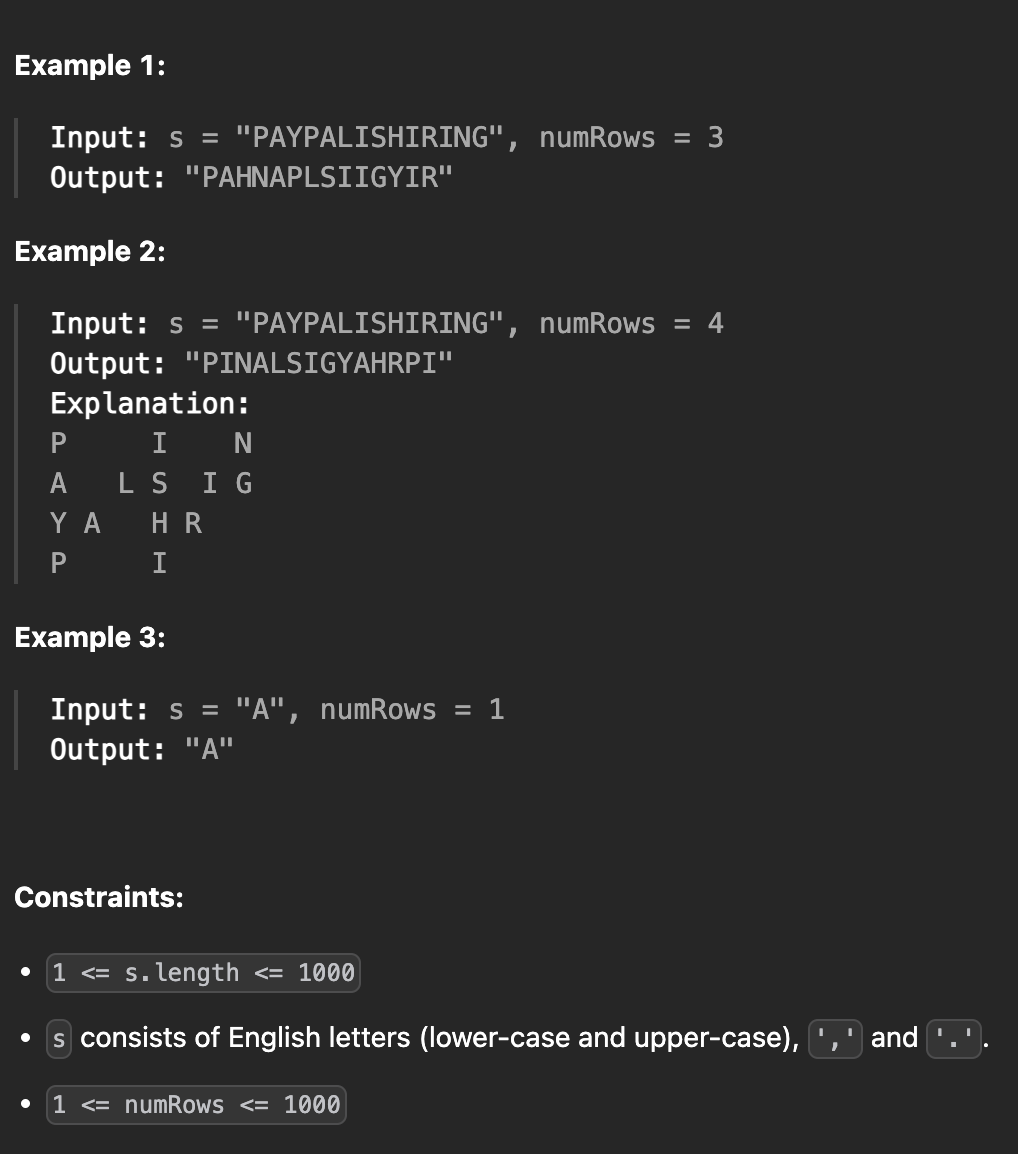 Example 1:
Input: s = "PAYPALISHIRING", numRows = 3
Output: "PAHNAPLSIIGYIR"
Example 2:
Input: s = "PAYPALISHIRING", numRows = 4
Output: "PINALSIGYAHRPI"
Explanation:
P     I    N
A   L S  I G
Y A   H R
P     I
Example 3:
Input: s = "A", numRows = 1
Output: "A"
Constraints:
• 1 <= s.length <= 1000
• s consists of English letters (lower-case and upper-case), ',' and '.'.
• 1 <= numRows <= 1000